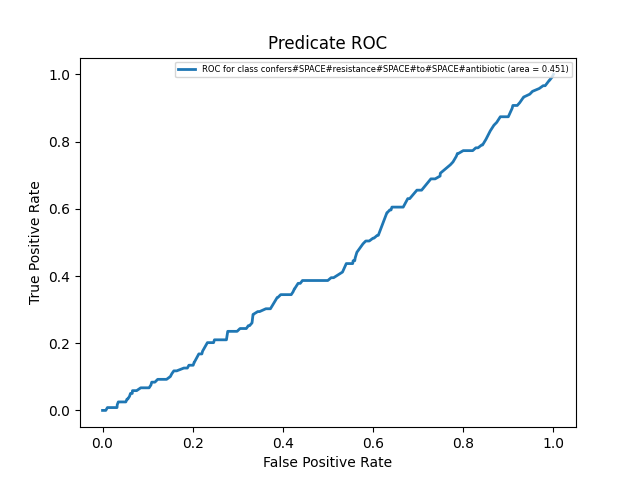 Predicate ROC
ROC for class confers#SPACE#resistance#SPACE#to#SPACE#antibiotic (area = 0.451)
1.0
0.8
0.6
0.4
0.2
0.0
True Positive Rate
0.0 0.2 0.4 0.6 0.8 1.0
False Positive Rate